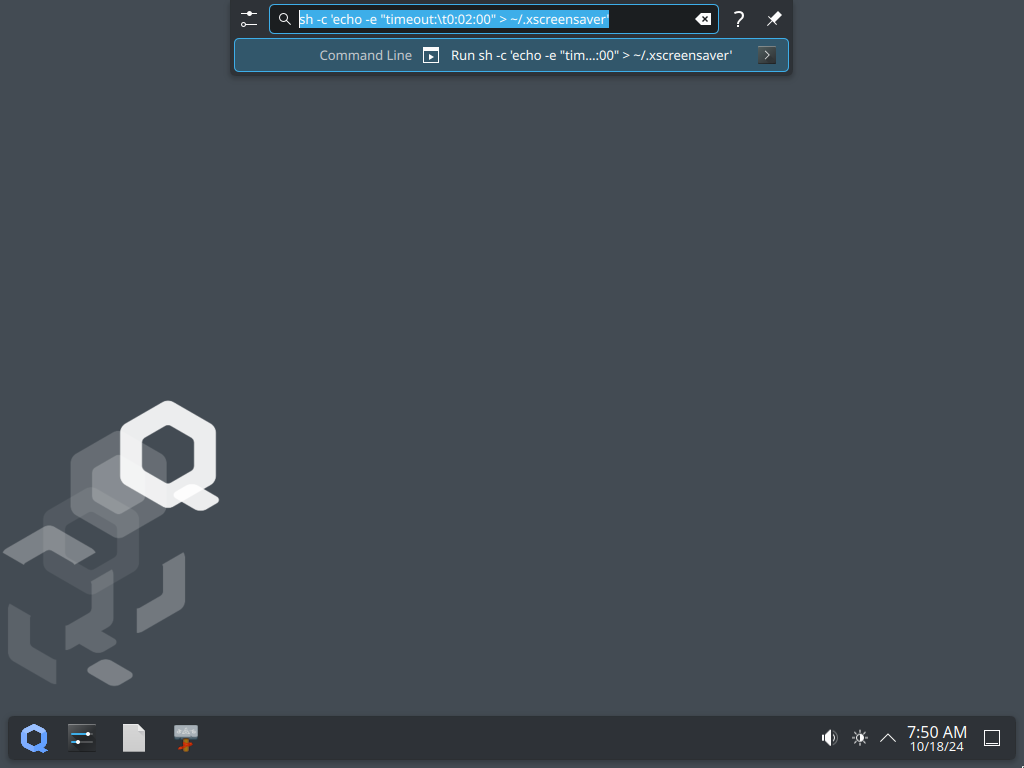 sh -c 'echo -e "timeout:\t0:02:00" > ~/.xscreensaver'
Command Line Run sh -c 'echo -e "tim...:00" > ~/.xscreensaver'
7:50 AM
10/18/24